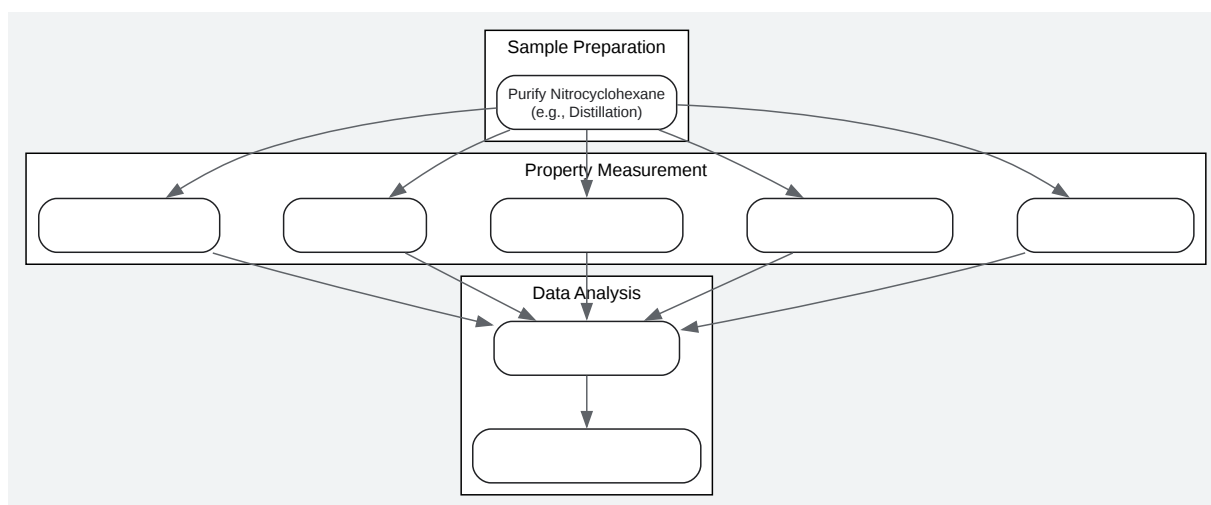 Sample Preparation
Purify Nitrocyclohexane
(e.g., Distillation)
Property Measurement
Data Analysis